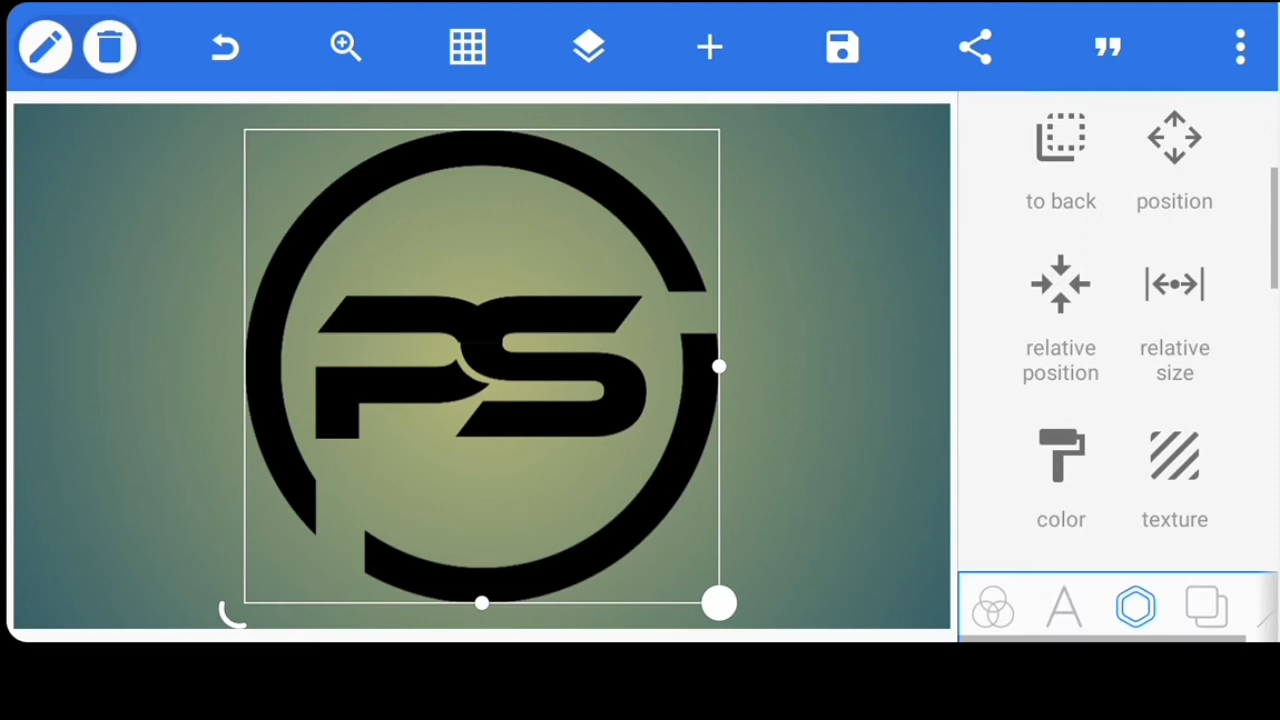 to back position
PS
relative position
relative size
color texture